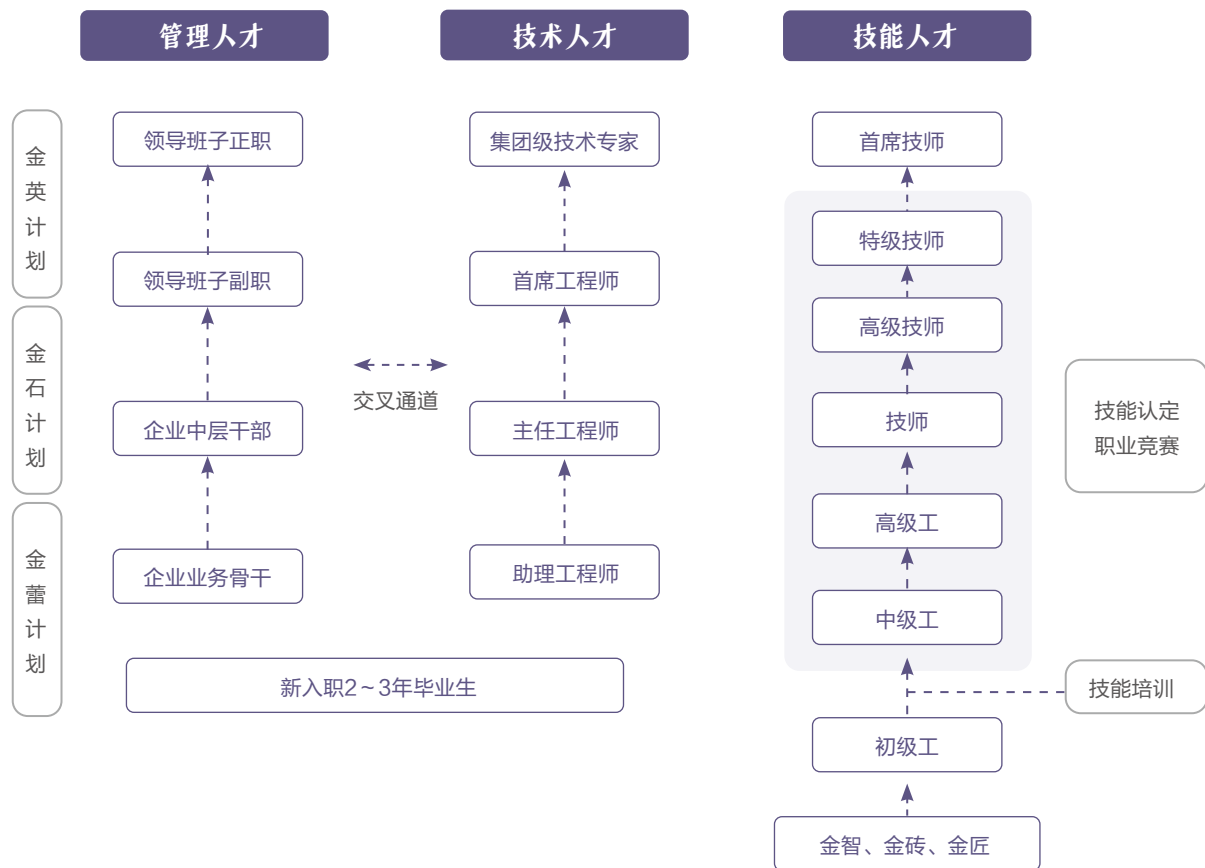 管理人才
技术人才
技能人才
金英计划
领导班子正职
集团级技术专家
首席技师
特级技师
领导班子副职
首席工程师
高级技师
金石计划
交叉通道
技师
技能认定
职业竞赛
企业中层干部
主任工程师
高级工
金蕾计划
企业业务骨干
助理工程师
中级工
新入职2~3年毕业生
技能培训
初级工
金智、金砖、金匠